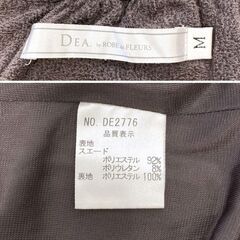 DEA. by ROBE de FLEURS
M
NO. DE2776
品質表示
表地
スエード
ポリエステル 92%
ポリウレタン 8%
裏地 ポリエステル 100%